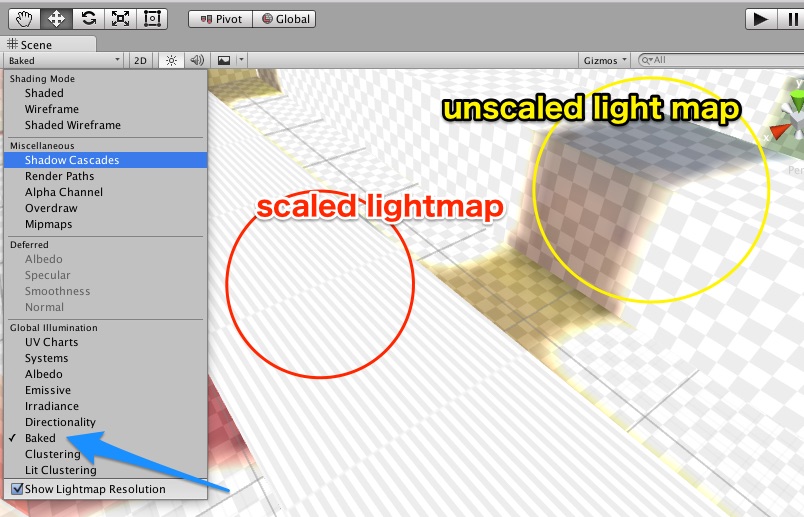 Pivot
Global
Scene
Baked
2D
Gizmos
All
Shading Mode
Shaded
Wireframe
Shaded Wireframe
Miscellaneous
Shadow Cascades
Render Paths
Alpha Channel
Overdraw
Mipmaps
Deferred
Albedo
Specular
Smoothness
Normal
Global Illumination
UV Charts
Systems
Albedo
Emissive
Irradiance
Directionality
Baked
Clustering
Lit Clustering
Show Lightmap Resolution
unscaled light map
scaled lightmap